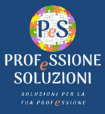 PeS
PROFeSSIONE
e
SOLUZIONI
SOLUZIONI PER LA
TUA PROFeSSIONE